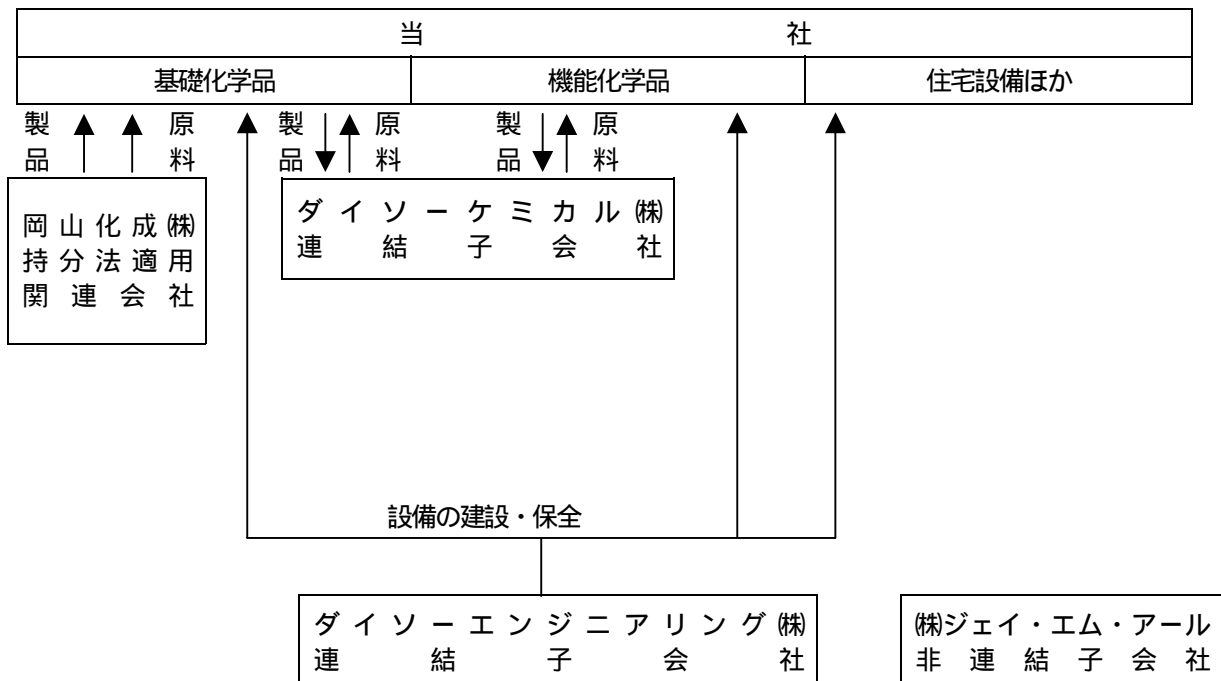 当社
基礎化学品 機能化学品 住宅設備ほか
製品 原料 製品 原料 製品 原料
岡山化成㈱
持分法適用
関連会社
ダイソーケミカル㈱
連結子会社
設備の建設・保全
ダイソーエンジニアリング㈱
連結子会社
㈱ジェイ・エム・アール
非連結子会社